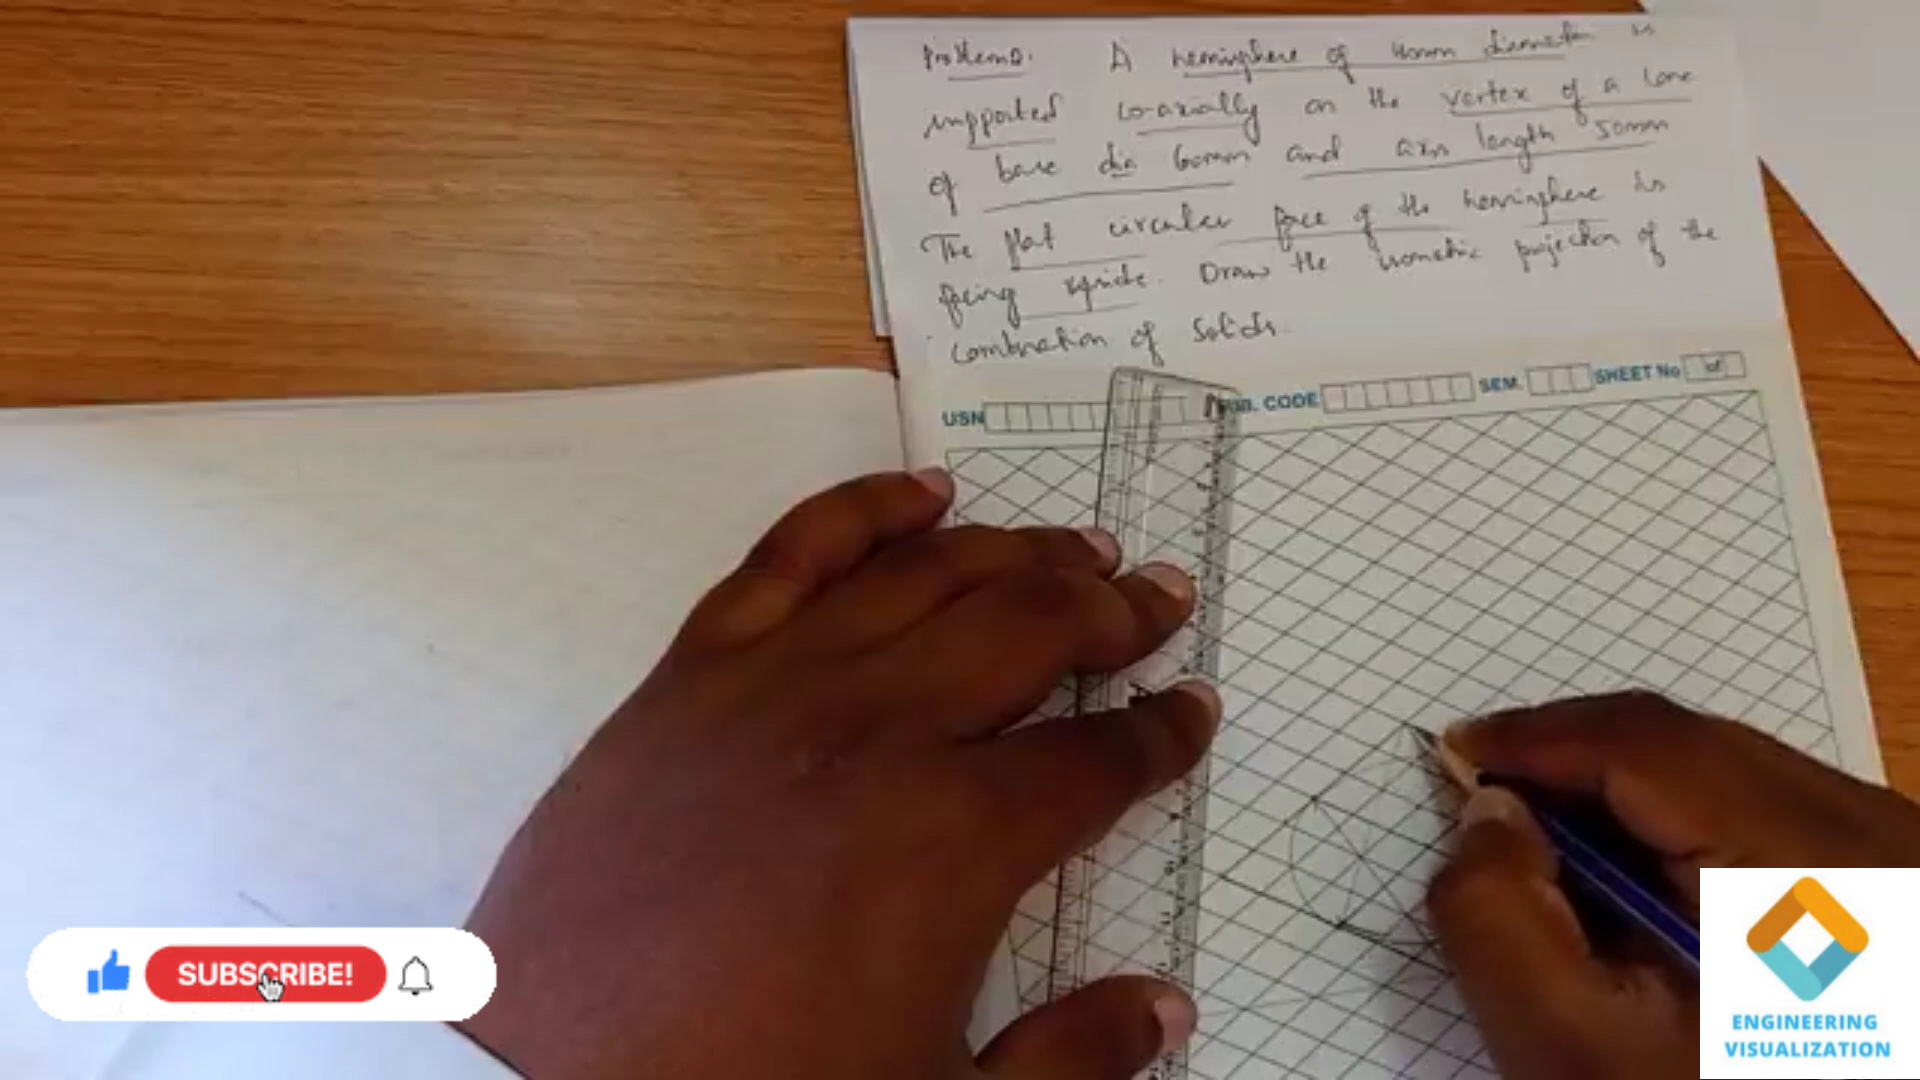 Problem 2. A hemisphere of 40mm diameter is
supported co-axially on the vertex of a cone
of base dia 60mm and axis length 50mm
The flat circular face of the hemisphere is
facing upside. Draw the isometric projection of the
combination of solids.
USN SUB. CODE SEM. SHEET No of
SUBSCRIBE!
ENGINEERING
VISUALIZATION